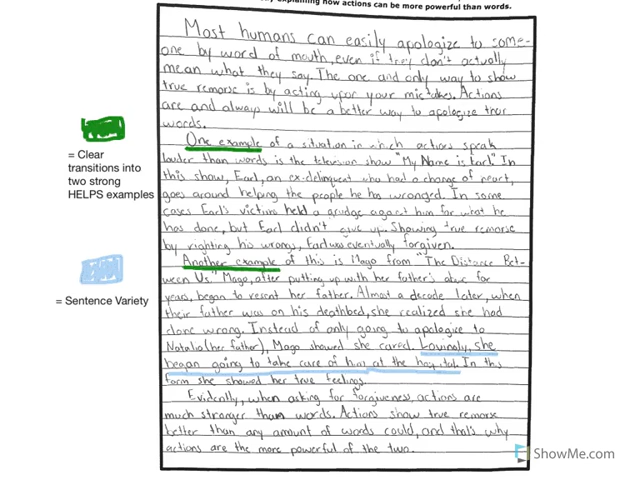 explaining how actions can be more powerful than words.
Most humans can easily apologize to some-
one by word of mouth, even if they don't actually
mean what they say. The one and only way to show
true remorse is by acting upon your mistakes. Actions
are and always will be a better way to apologize than
words.
One example of a situation in which actions speak
louder than words is the television show "My Name is Earl." In
this show, Earl, an ex-delinquent who had a change of heart,
goes around helping the people he has wronged. In some
cases Earl's victims held a grudge against him for what he
has done, but Earl didn't give up. Showing true remorse
by righting his wrongs, Earl was eventually forgiven.
Another example of this is Mago from "The Distance Bet-
ween Us." Mago, after putting up with her father's abuse for
years, began to resent her father. Almost a decade later, when
their father was on his deathbed, she realized she had
done wrong. Instead of only going to apologize to
Natalio (her father), Mago showed she cared. Lovingly, she
began going to take care of him at the hospital. In this
form she showed her true feelings.
Evidently, when asking for forgiveness, actions are
much stronger than words. Actions show true remorse
better than any amount of words could, and that's why
actions are the more powerful of the two.
= Clear
transitions into
two strong
HELPS examples
= Sentence Variety
ShowMe.com